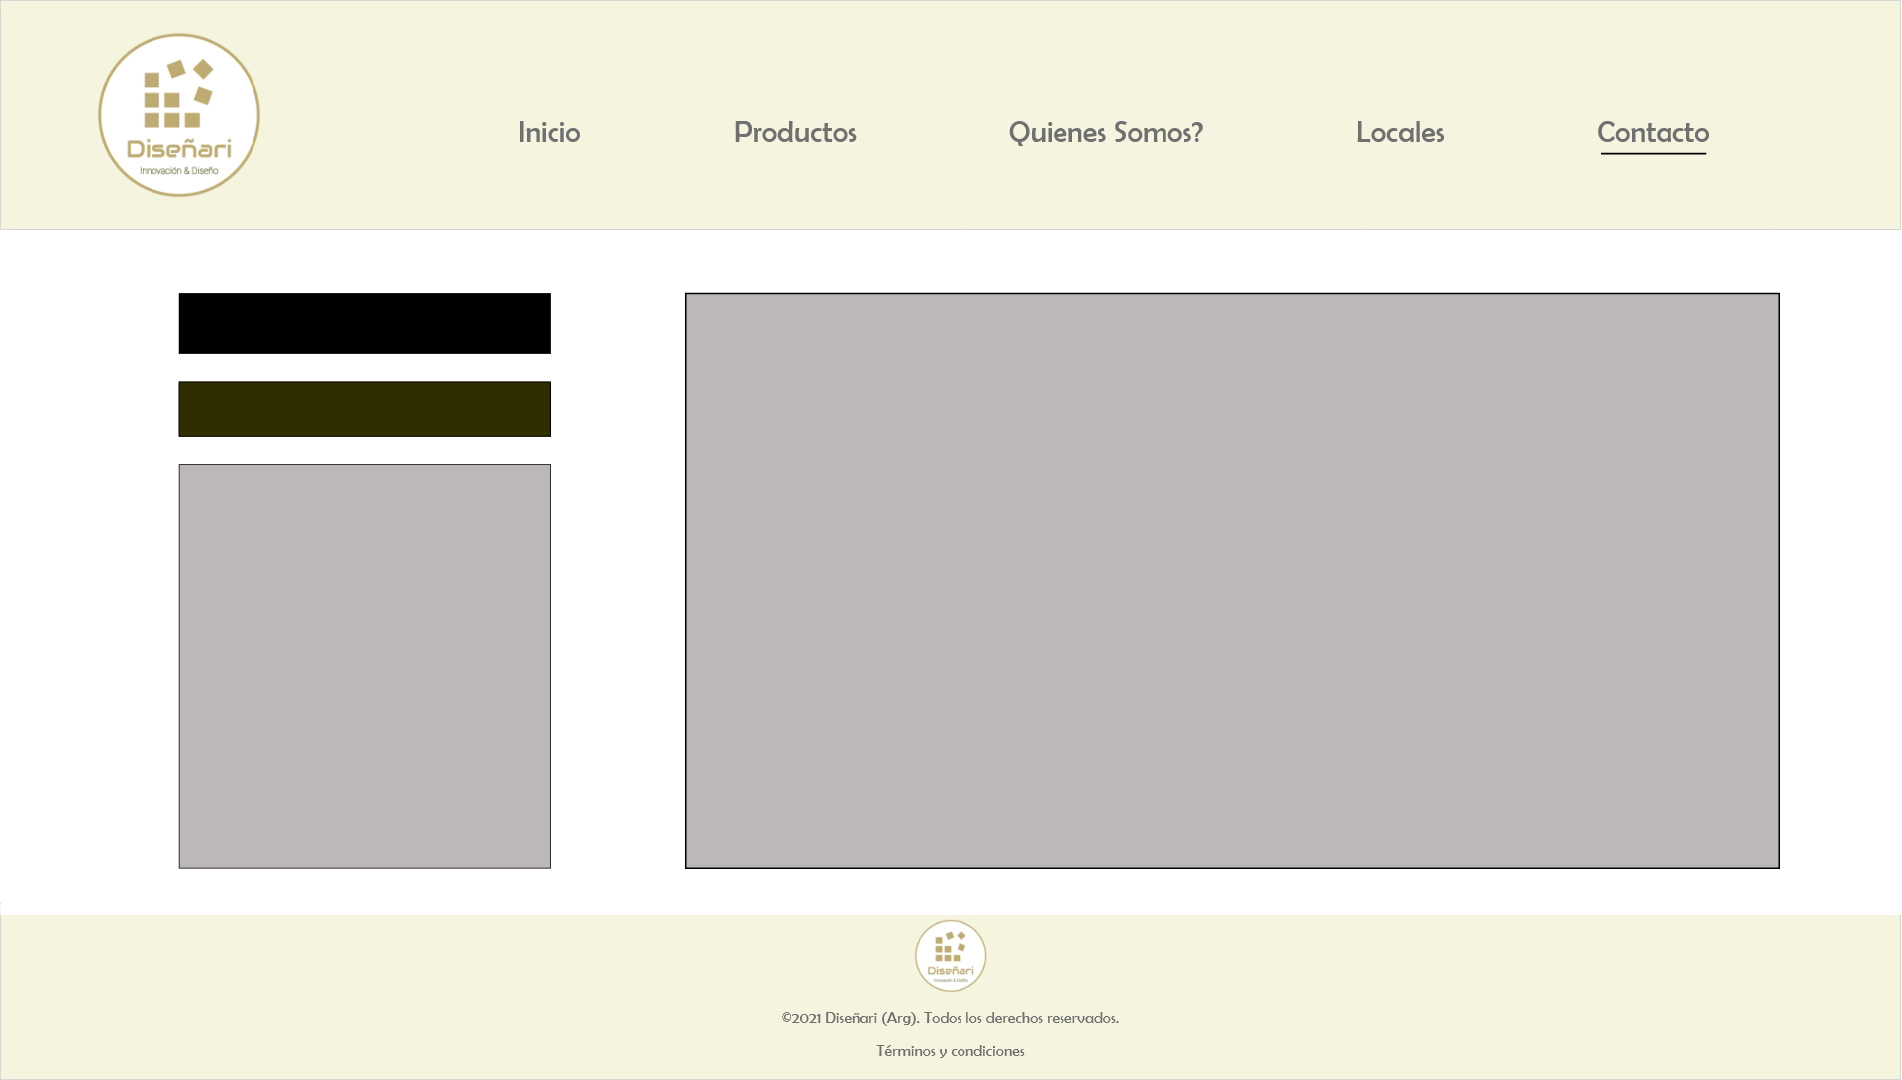 Diseñari
Innovación & Diseño
Inicio
Productos
Quienes Somos?
Locales
Contacto
Diseñari
Innovación & Diseño
©2021 Diseñari (Arg). Todos los derechos reservados.
Términos y condiciones